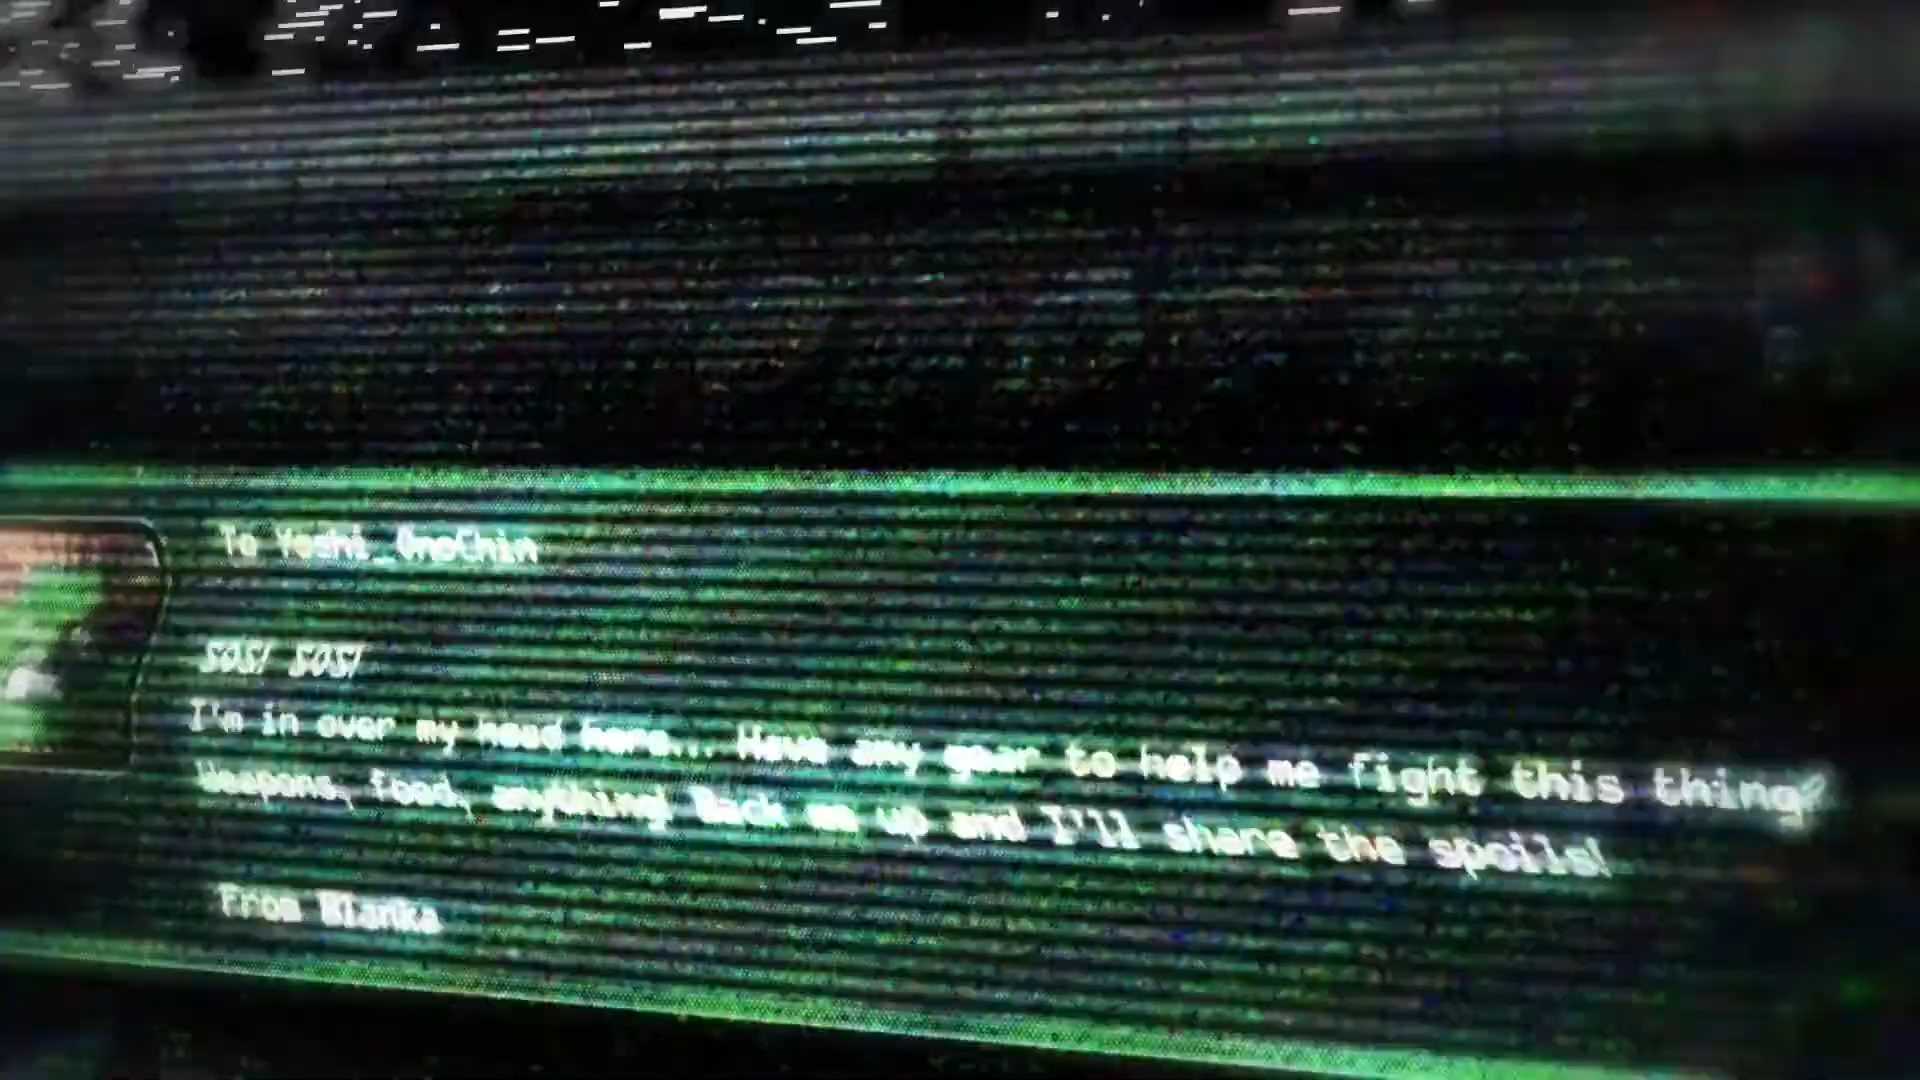 To Yoshi_OnoChin
SOS! SOS!
I'm in over my head here... Have any gear to help me fight this thing?
Weapons, food, anything! Back me up and I'll share the spoils!
From Blanka